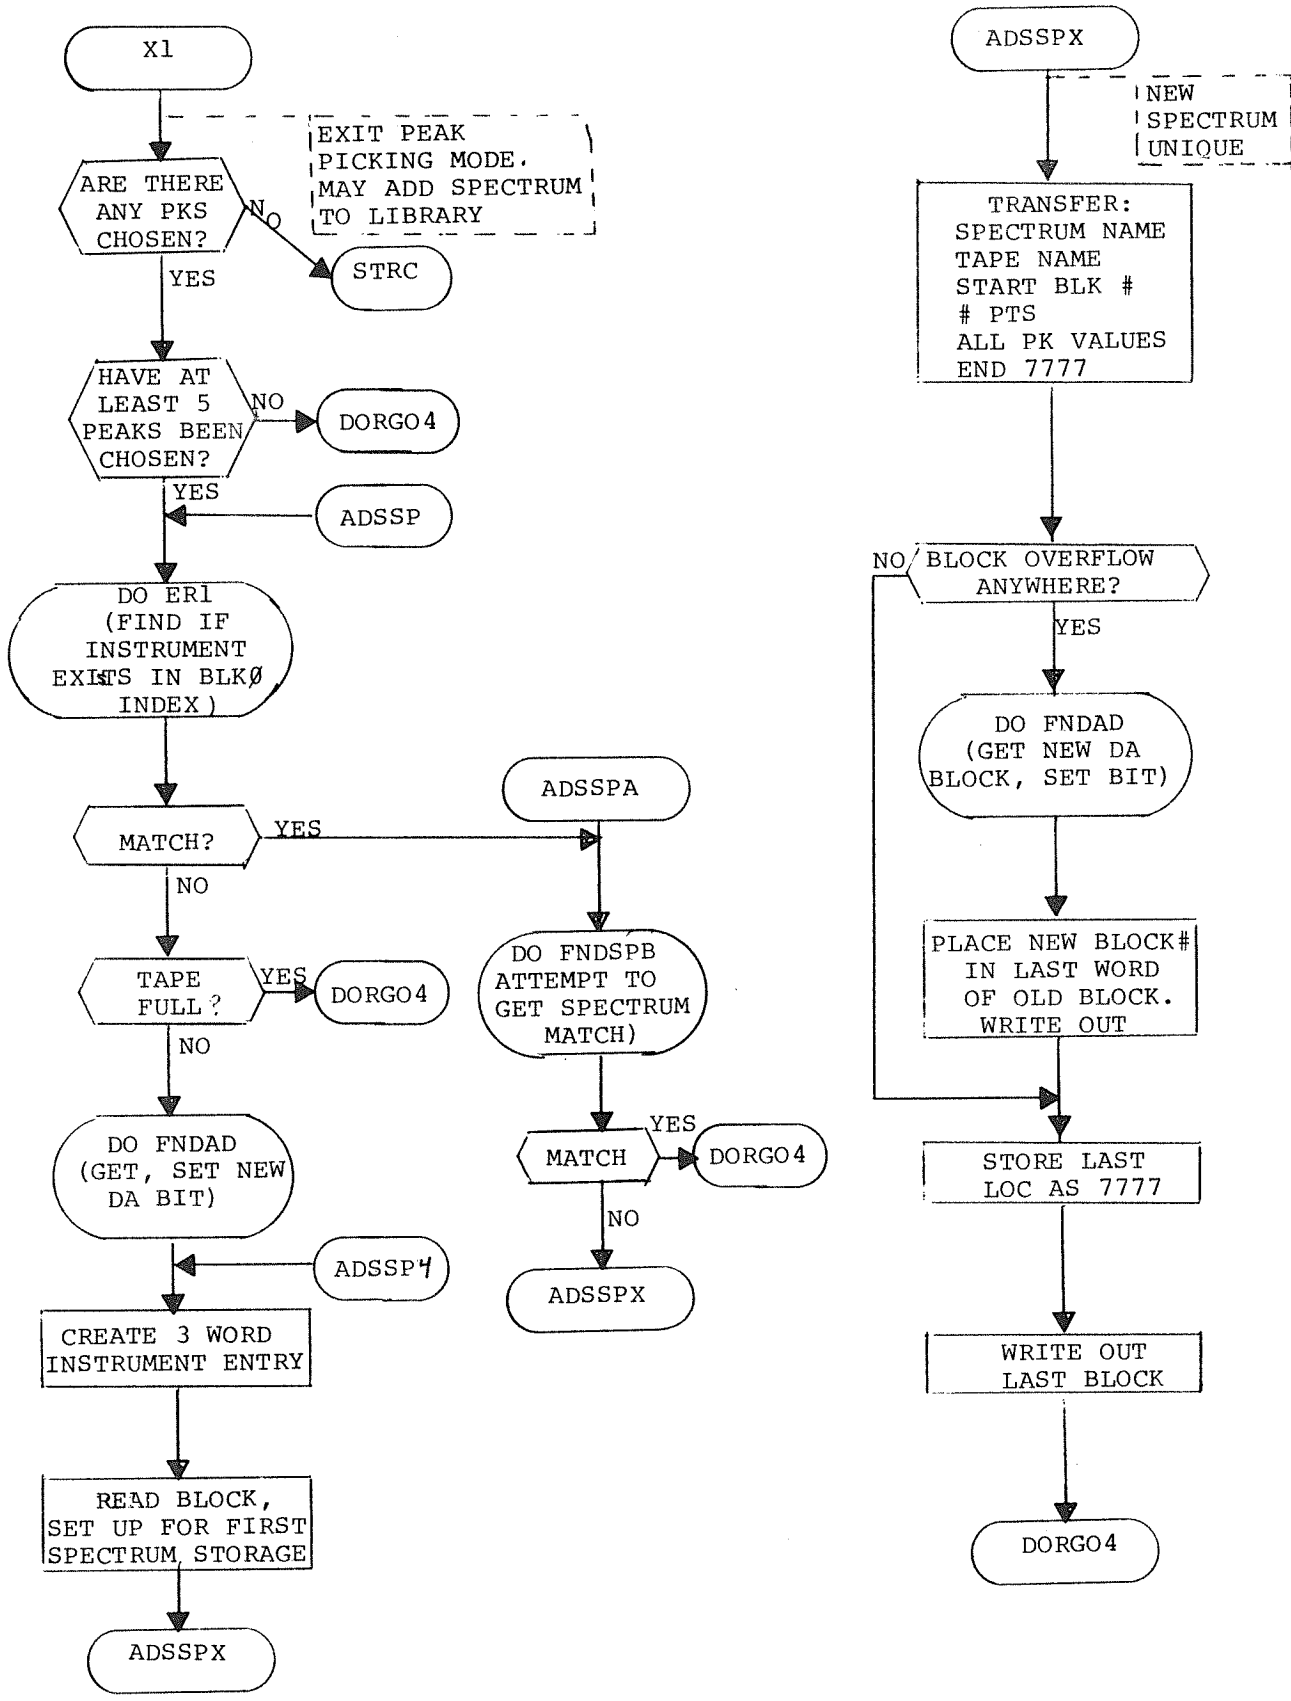 X1
EXIT PEAK
PICKING MODE.
MAY ADD SPECTRUM
TO LIBRARY
ARE THERE
ANY PKS
CHOSEN?
NO
STRC
YES
HAVE AT
LEAST 5
PEAKS BEEN
CHOSEN?
NO
DORGO4
YES
ADSSP
DO ER1
(FIND IF
INSTRUMENT
EXISTS IN BLKØ
INDEX)
MATCH?
YES
NO
TAPE
FULL?
YES
DORGO4
NO
DO FNDAD
(GET, SET NEW
DA BIT)
ADSSP4
CREATE 3 WORD
INSTRUMENT ENTRY
READ BLOCK,
SET UP FOR FIRST
SPECTRUM STORAGE
ADSSPX
ADSSPA
DO FNDSPB
ATTEMPT TO
GET SPECTRUM
MATCH)
MATCH
YES
DORGO4
NO
ADSSPX
ADSSPX
NEW
SPECTRUM
UNIQUE
TRANSFER:
SPECTRUM NAME
TAPE NAME
START BLK #
# PTS
ALL PK VALUES
END 7777
NO
BLOCK OVERFLOW
ANYWHERE?
YES
DO FNDAD
(GET NEW DA
BLOCK, SET BIT)
PLACE NEW BLOCK#
IN LAST WORD
OF OLD BLOCK.
WRITE OUT
STORE LAST
LOC AS 7777
WRITE OUT
LAST BLOCK
DORGO4